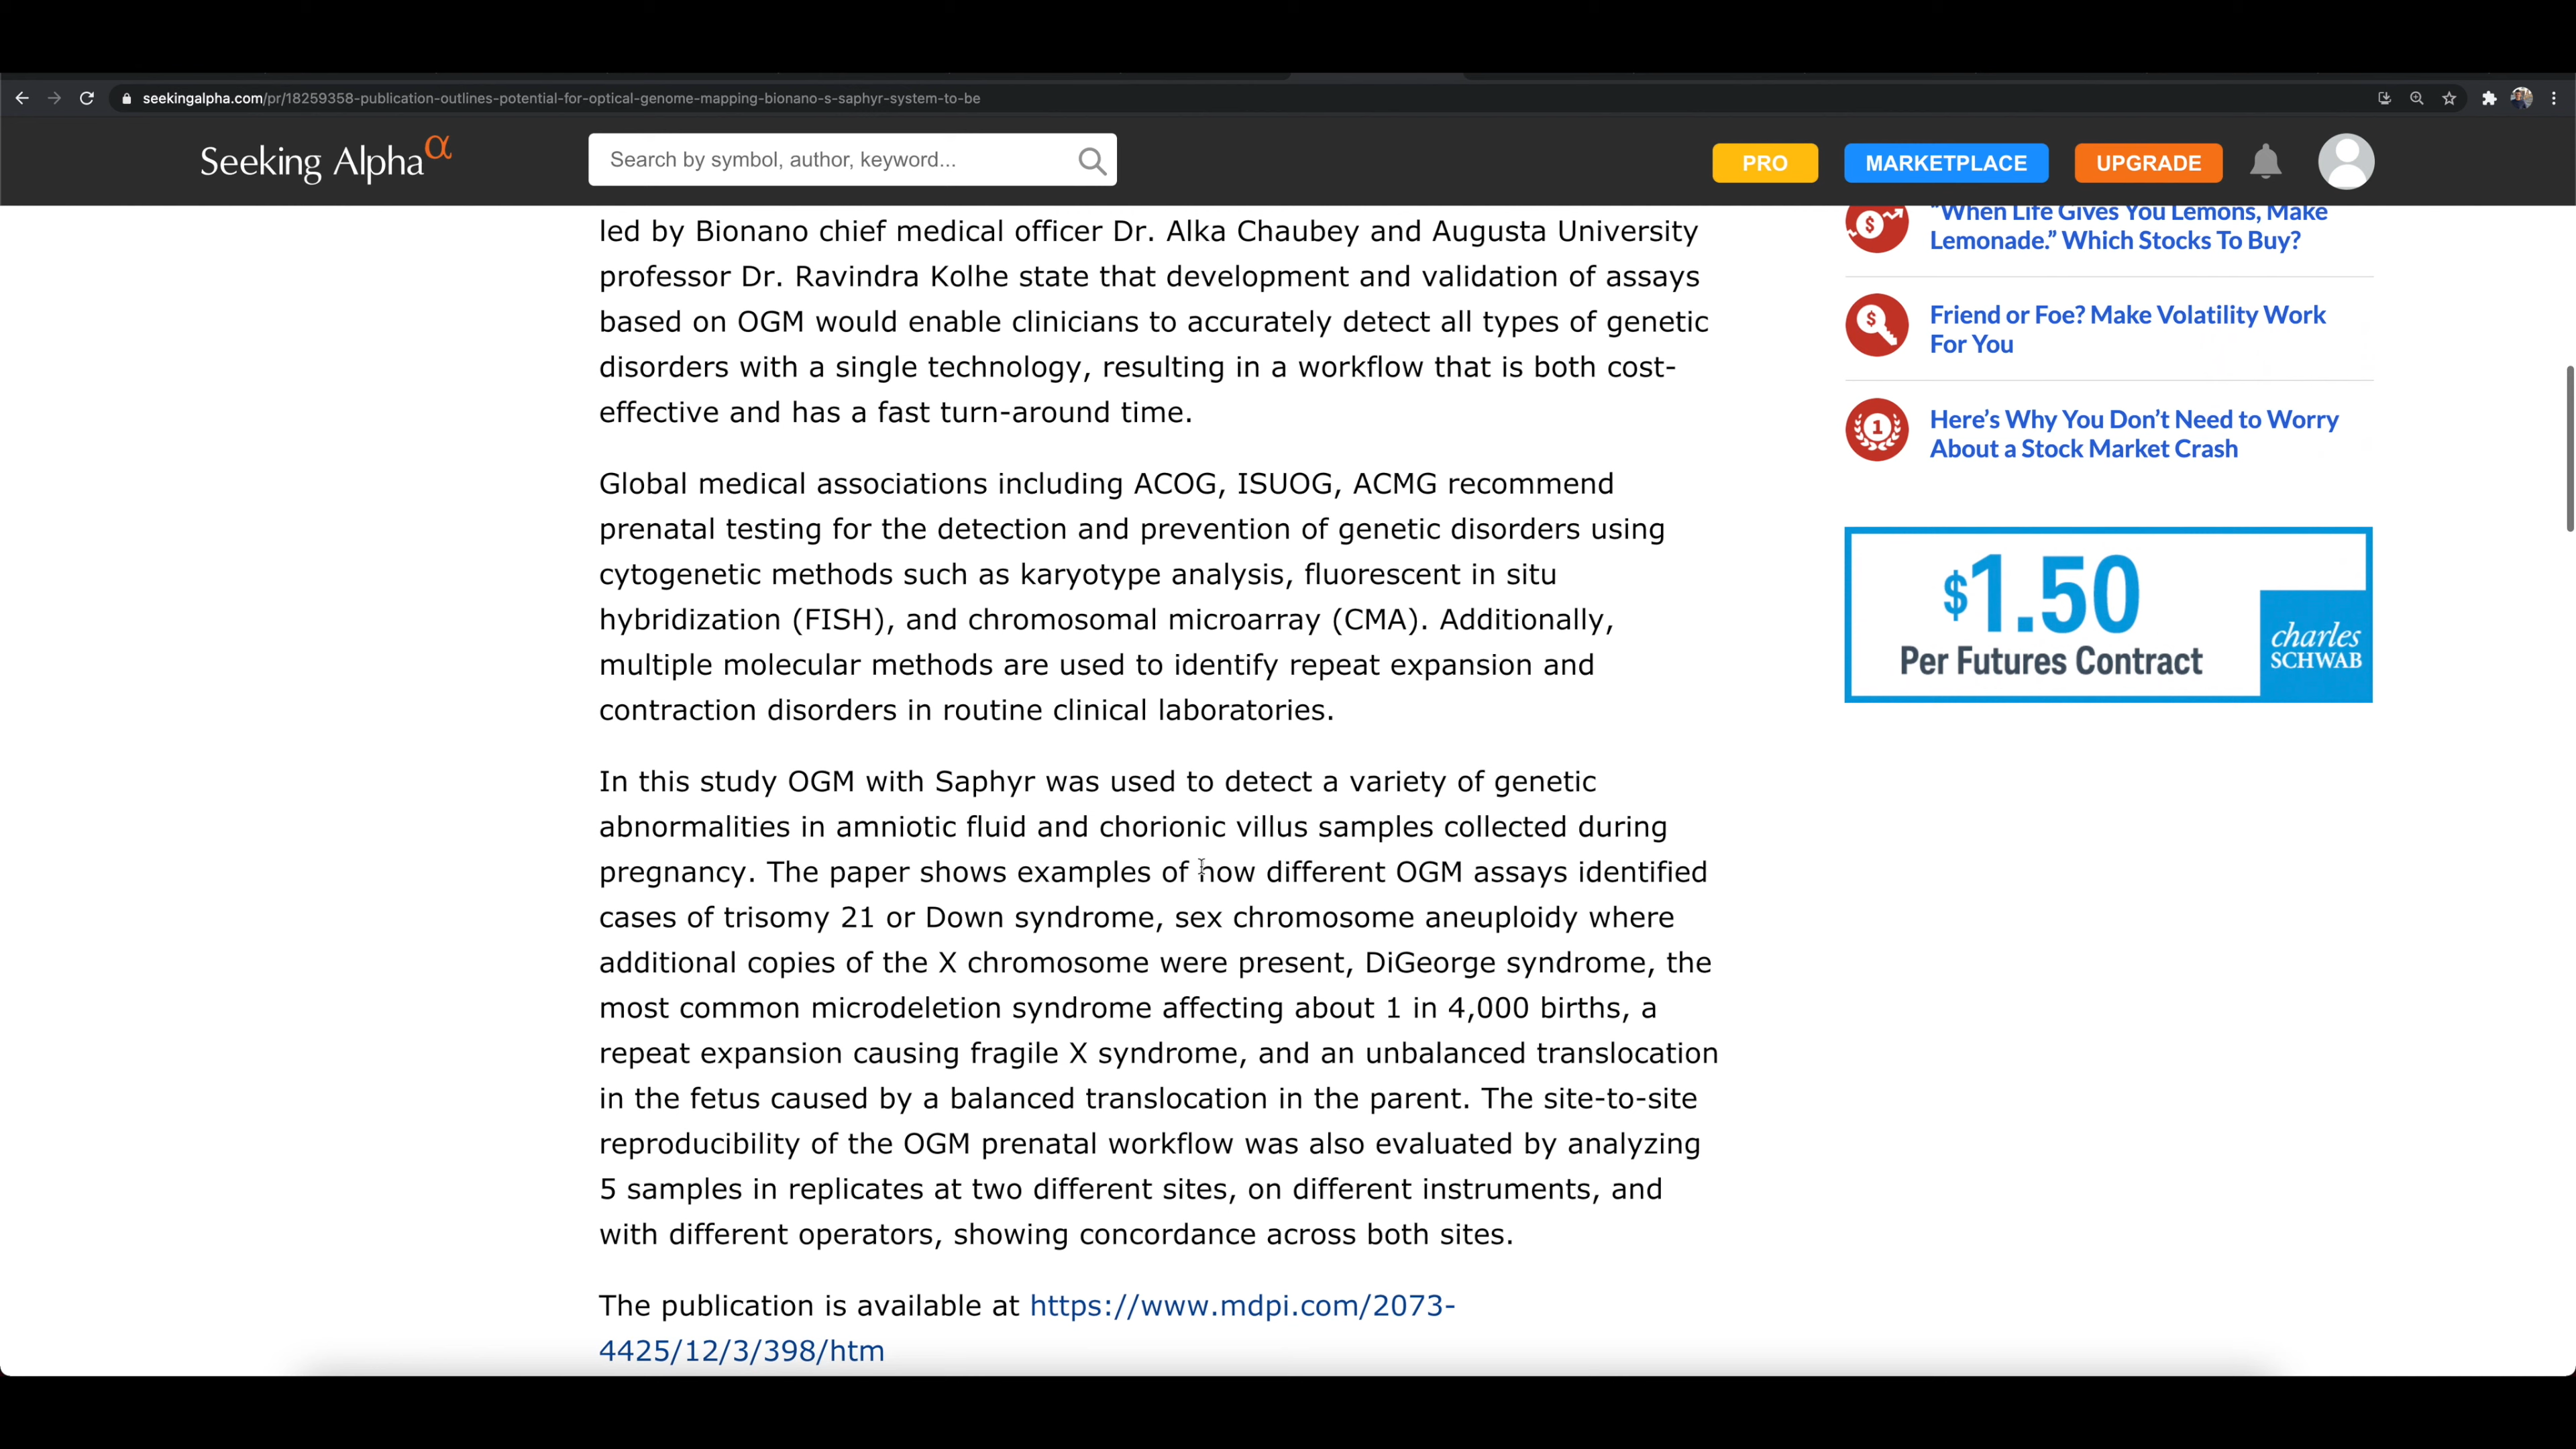 seekingalpha.com/pr/18259358-publication-outlines-potential-for-optical-genome-mapping-bionano-s-saphyr-system-to-be
Seeking Alpha α
Search by symbol, author, keyword...
PRO
MARKETPLACE
UPGRADE
led by Bionano chief medical officer Dr. Alka Chaubey and Augusta University
professor Dr. Ravindra Kolhe state that development and validation of assays
based on OGM would enable clinicians to accurately detect all types of genetic
disorders with a single technology, resulting in a workflow that is both cost-
effective and has a fast turn-around time.
Global medical associations including ACOG, ISUOG, ACMG recommend
prenatal testing for the detection and prevention of genetic disorders using
cytogenetic methods such as karyotype analysis, fluorescent in situ
hybridization (FISH), and chromosomal microarray (CMA). Additionally,
multiple molecular methods are used to identify repeat expansion and
contraction disorders in routine clinical laboratories.
In this study OGM with Saphyr was used to detect a variety of genetic
abnormalities in amniotic fluid and chorionic villus samples collected during
pregnancy. The paper shows examples of how different OGM assays identified
cases of trisomy 21 or Down syndrome, sex chromosome aneuploidy where
additional copies of the X chromosome were present, DiGeorge syndrome, the
most common microdeletion syndrome affecting about 1 in 4,000 births, a
repeat expansion causing fragile X syndrome, and an unbalanced translocation
in the fetus caused by a balanced translocation in the parent. The site-to-site
reproducibility of the OGM prenatal workflow was also evaluated by analyzing
5 samples in replicates at two different sites, on different instruments, and
with different operators, showing concordance across both sites.
The publication is available at https://www.mdpi.com/2073-
4425/12/3/398/htm
$
"When Life Gives You Lemons, Make
Lemonade." Which Stocks To Buy?
$
Friend or Foe? Make Volatility Work
For You
1
Here's Why You Don't Need to Worry
About a Stock Market Crash
$1.50
Per Futures Contract
charles
SCHWAB